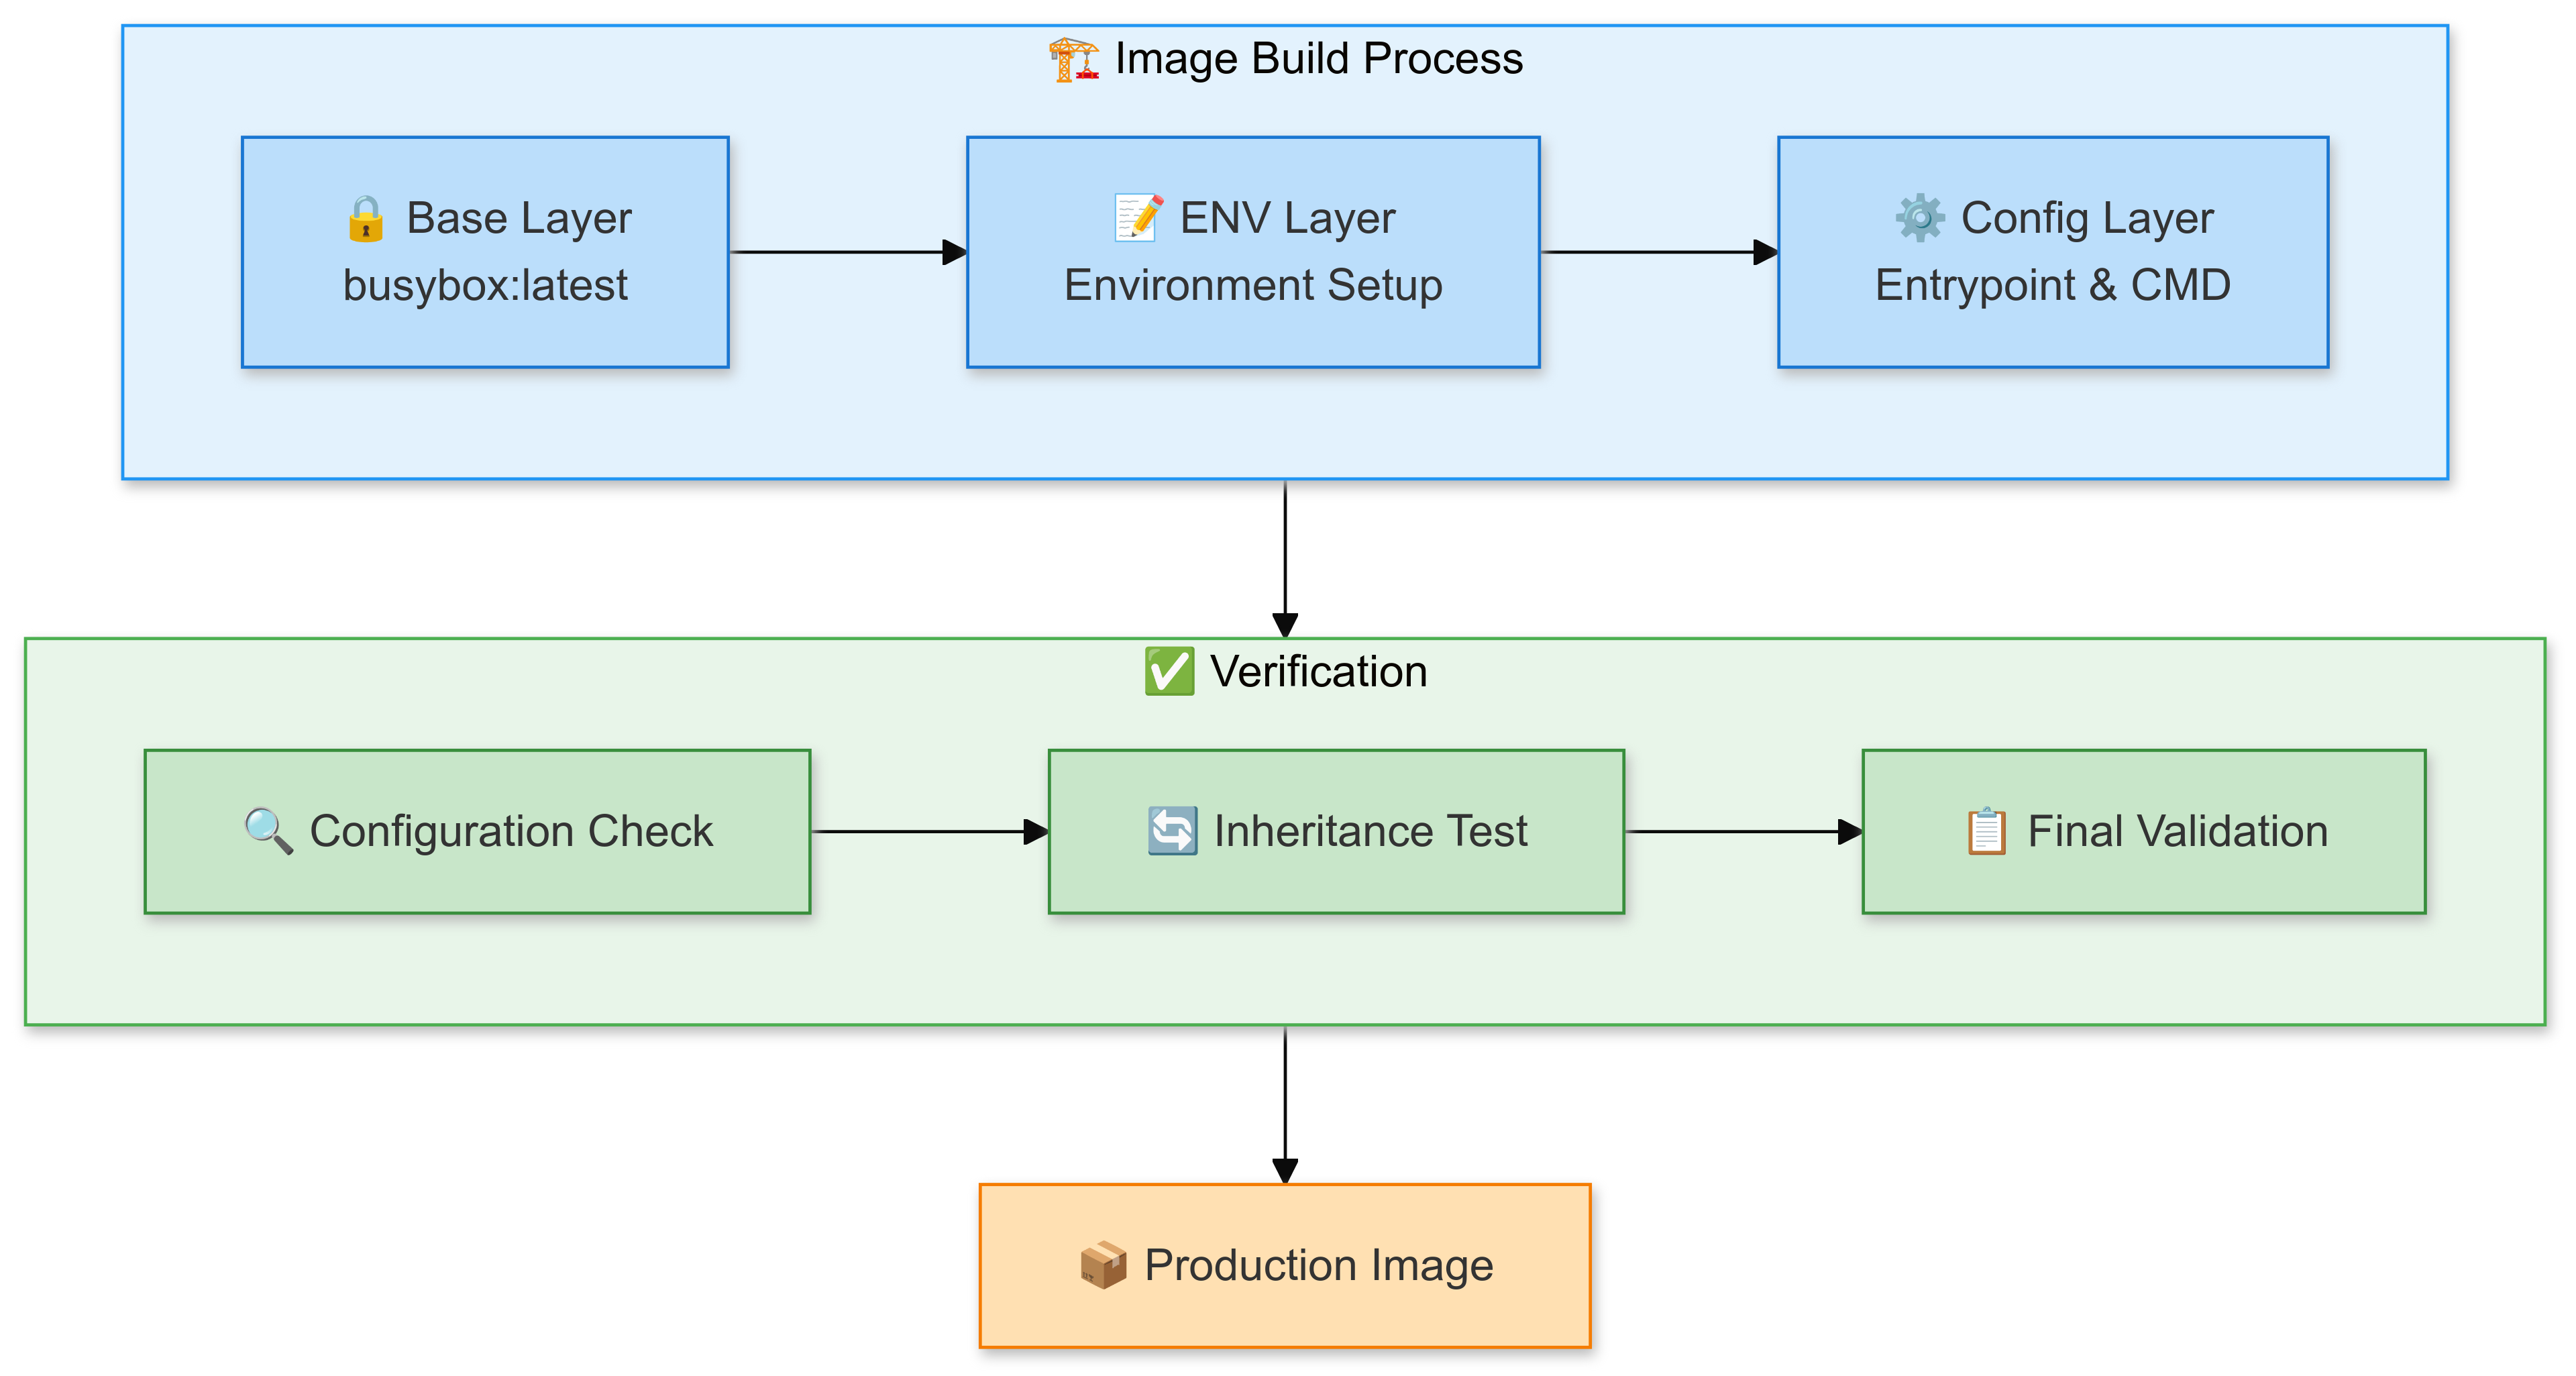 🏗️ Image Build Process
🔒 Base Layer
busybox:latest
📝 ENV Layer
Environment Setup
⚙️ Config Layer
Entrypoint & CMD
✅ Verification
🔍 Configuration Check
🔄 Inheritance Test
📋 Final Validation
📦 Production Image